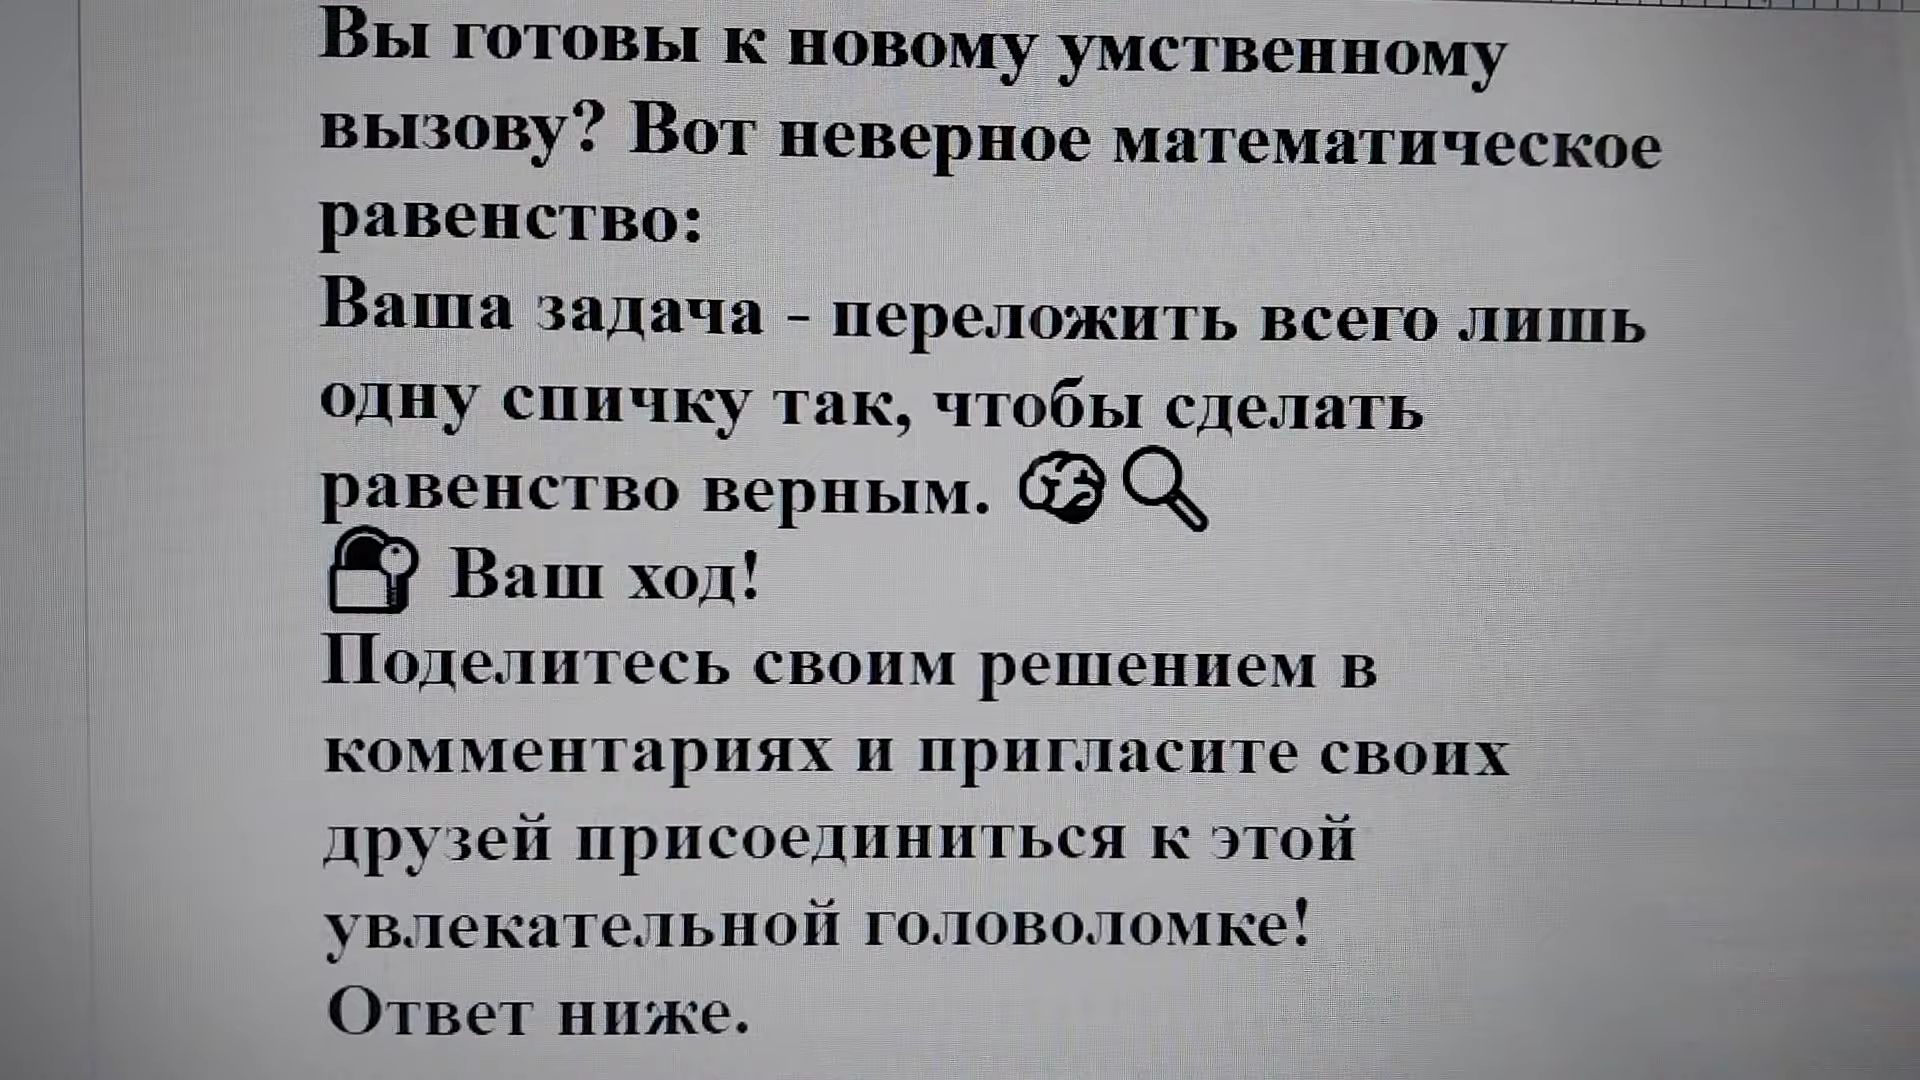 Вы готовы к новому умственному
вызову? Вот неверное математическое
равенство:
Ваша задача - переложить всего лишь
одну спичку так, чтобы сделать
равенство верным.
Ваш ход!
Поделитесь своим решением в
комментариях и пригласите своих
друзей присоединиться к этой
увлекательной головоломке!
Ответ ниже.